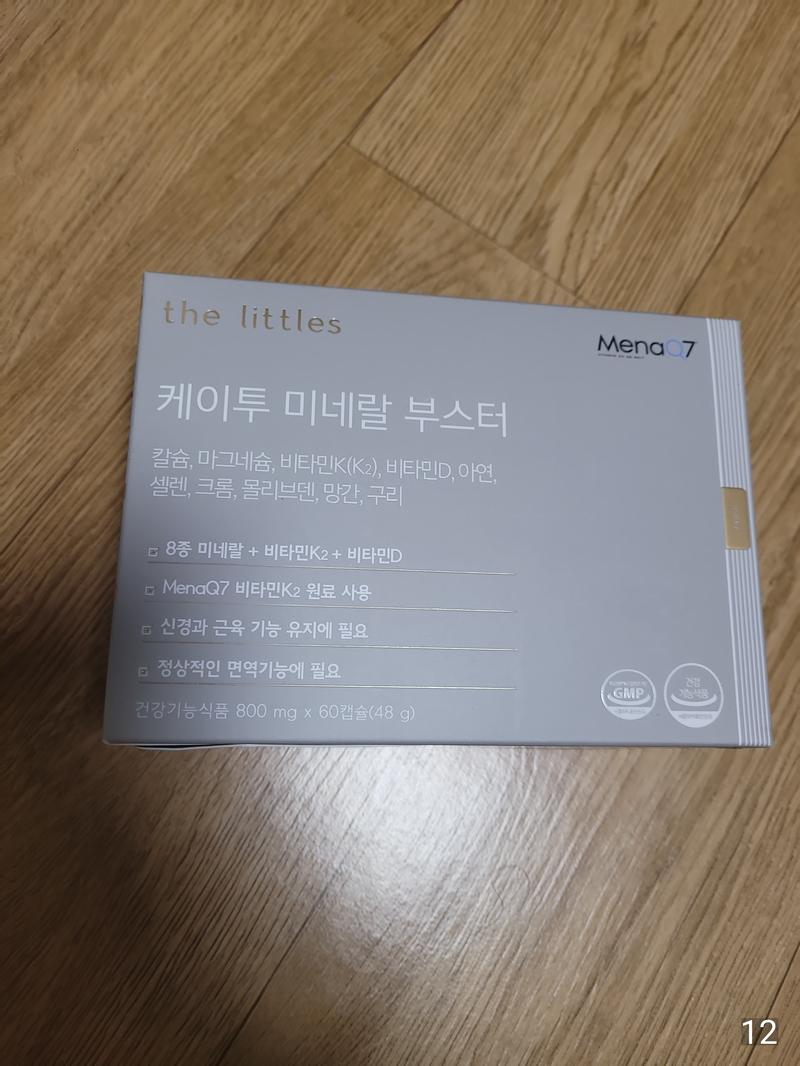 the littles
MenaQ7
케이투 미네랄 부스터
칼슘, 마그네슘, 비타민K(K2), 비타민D, 아연,
셀렌, 크롬, 몰리브덴, 망간, 구리
8종 미네랄 + 비타민K2 + 비타민D
MenaQ7 비타민K2 원료 사용
신경과 근육 기능 유지에 필요
정상적인 면역기능에 필요
건강기능식품 800 mg x 60캡슐(48 g)
GMP
건강
기능식품
12